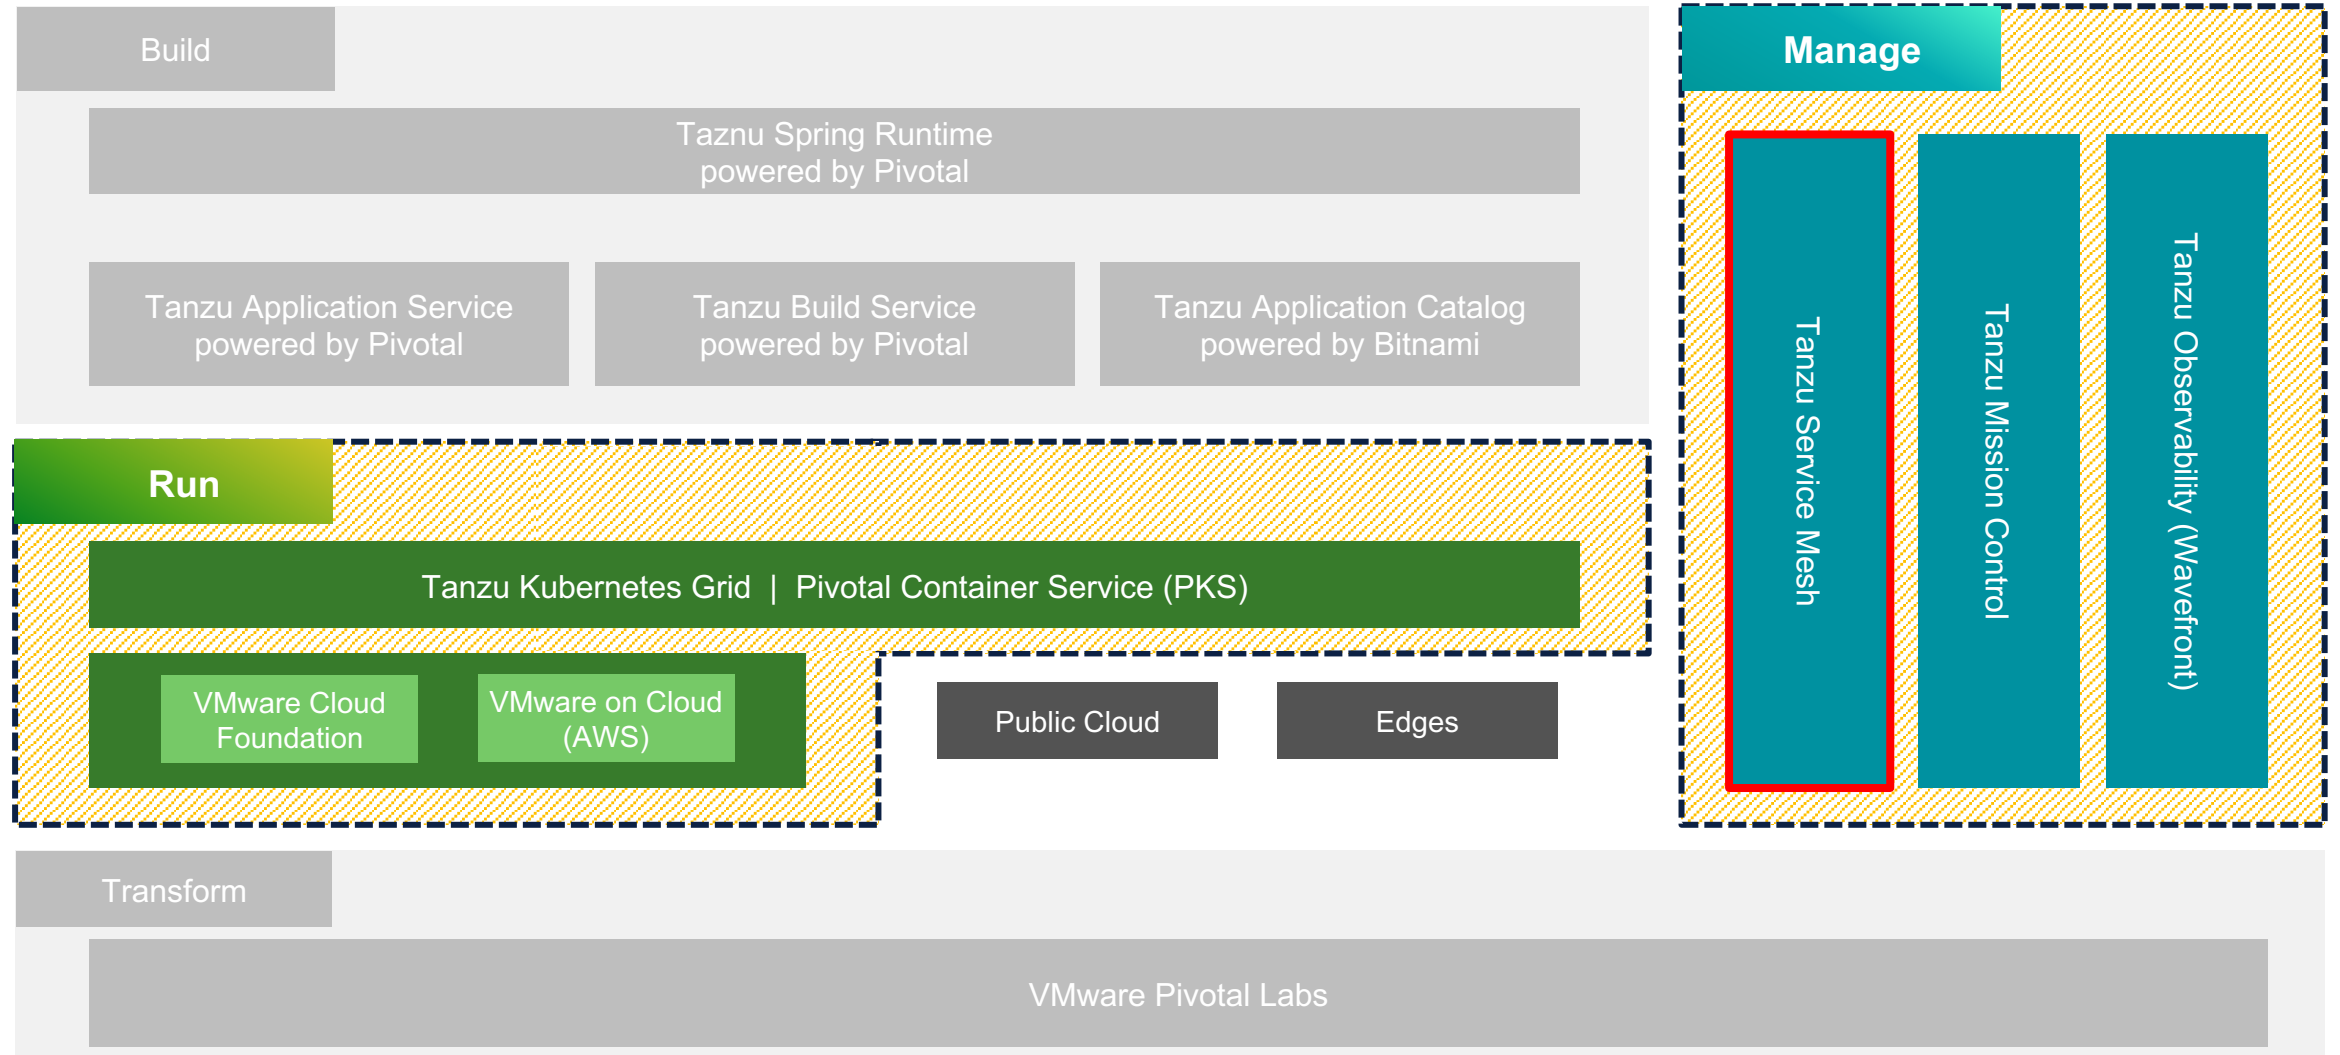 Build
Taznu Spring Runtime
powered by Pivotal
Tanzu Application Service
powered by Pivotal
Tanzu Build Service
powered by Pivotal
Tanzu Application Catalog
powered by Bitnami
Run
Tanzu Kubernetes Grid | Pivotal Container Service (PKS)
VMware Cloud
Foundation
VMware on Cloud
(AWS)
Public Cloud
Edges
Manage
Tanzu Service Mesh
Tanzu Mission Control
Tanzu Observability (Wavefront)
Transform
VMware Pivotal Labs